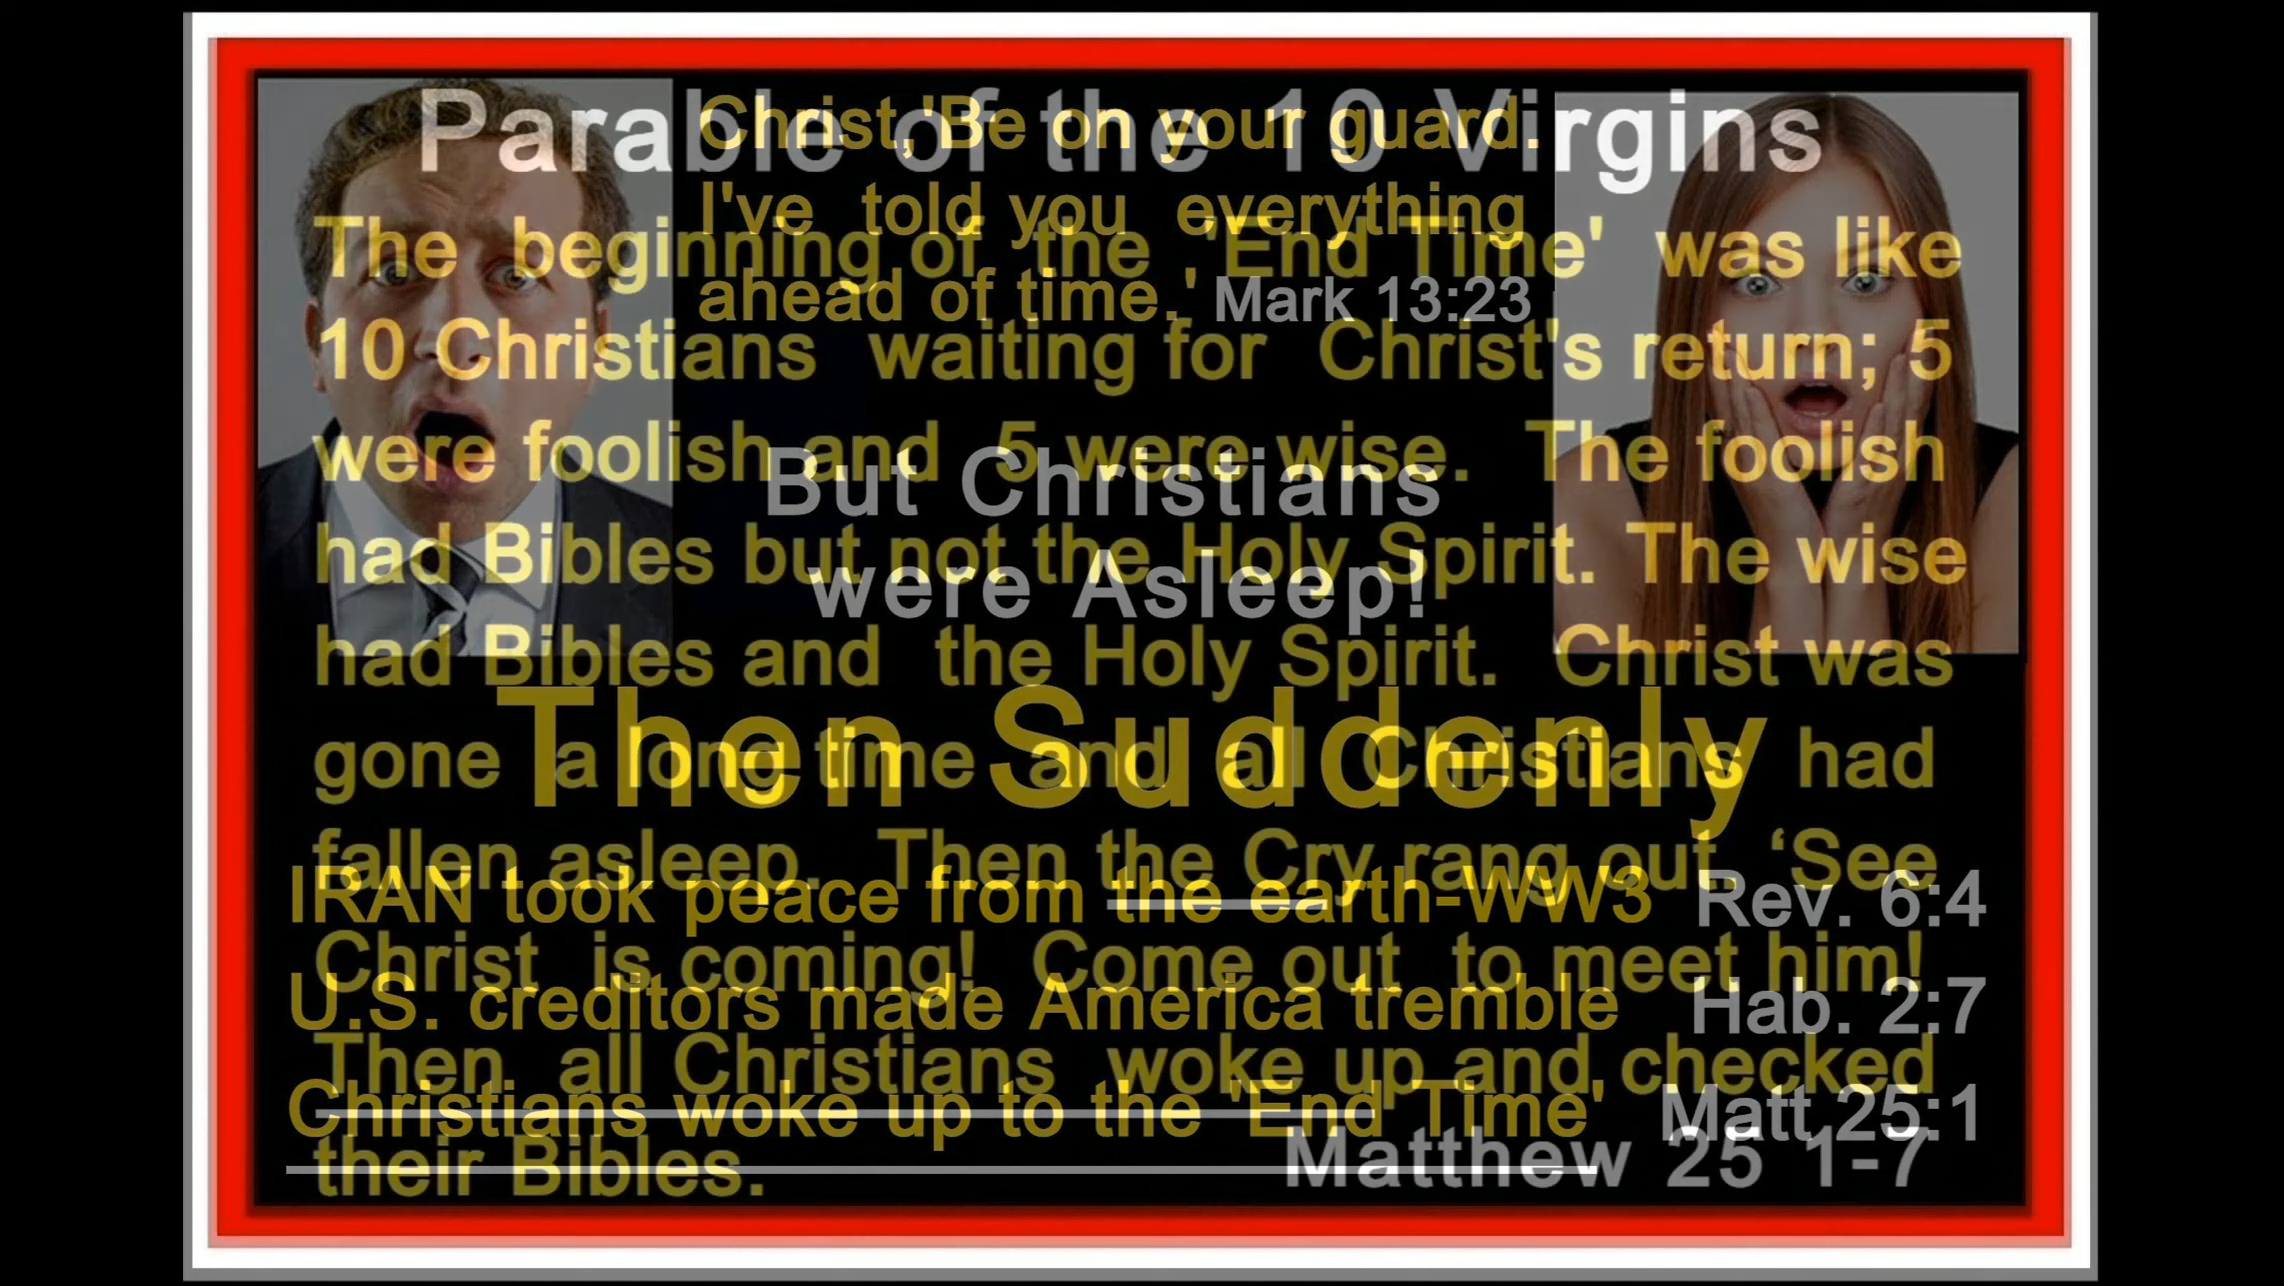 Parable of the 10 Virgins
The beginning of the 'End Time' was like
10 Christians waiting for Christ's return; 5
were foolish and 5 were wise. The foolish
had Bibles but not the Holy Spirit. The wise
had Bibles and the Holy Spirit. Christ was
gone a long time and all Christians had
fallen asleep. Then the Cry rang out, ‘See
Christ is coming! Come out to meet him!
Then all Christians woke up and checked
their Bibles. Matthew 25 1-7
Christ,'Be on your guard.
I've told you everything
ahead of time.' Mark 13:23
But Christians
were Asleep!
Then Suddenly
IRAN took peace from the earth-WW3 Rev. 6:4
U.S. creditors made America tremble Hab. 2:7
Christians woke up to the 'End Time' Matt 25:1